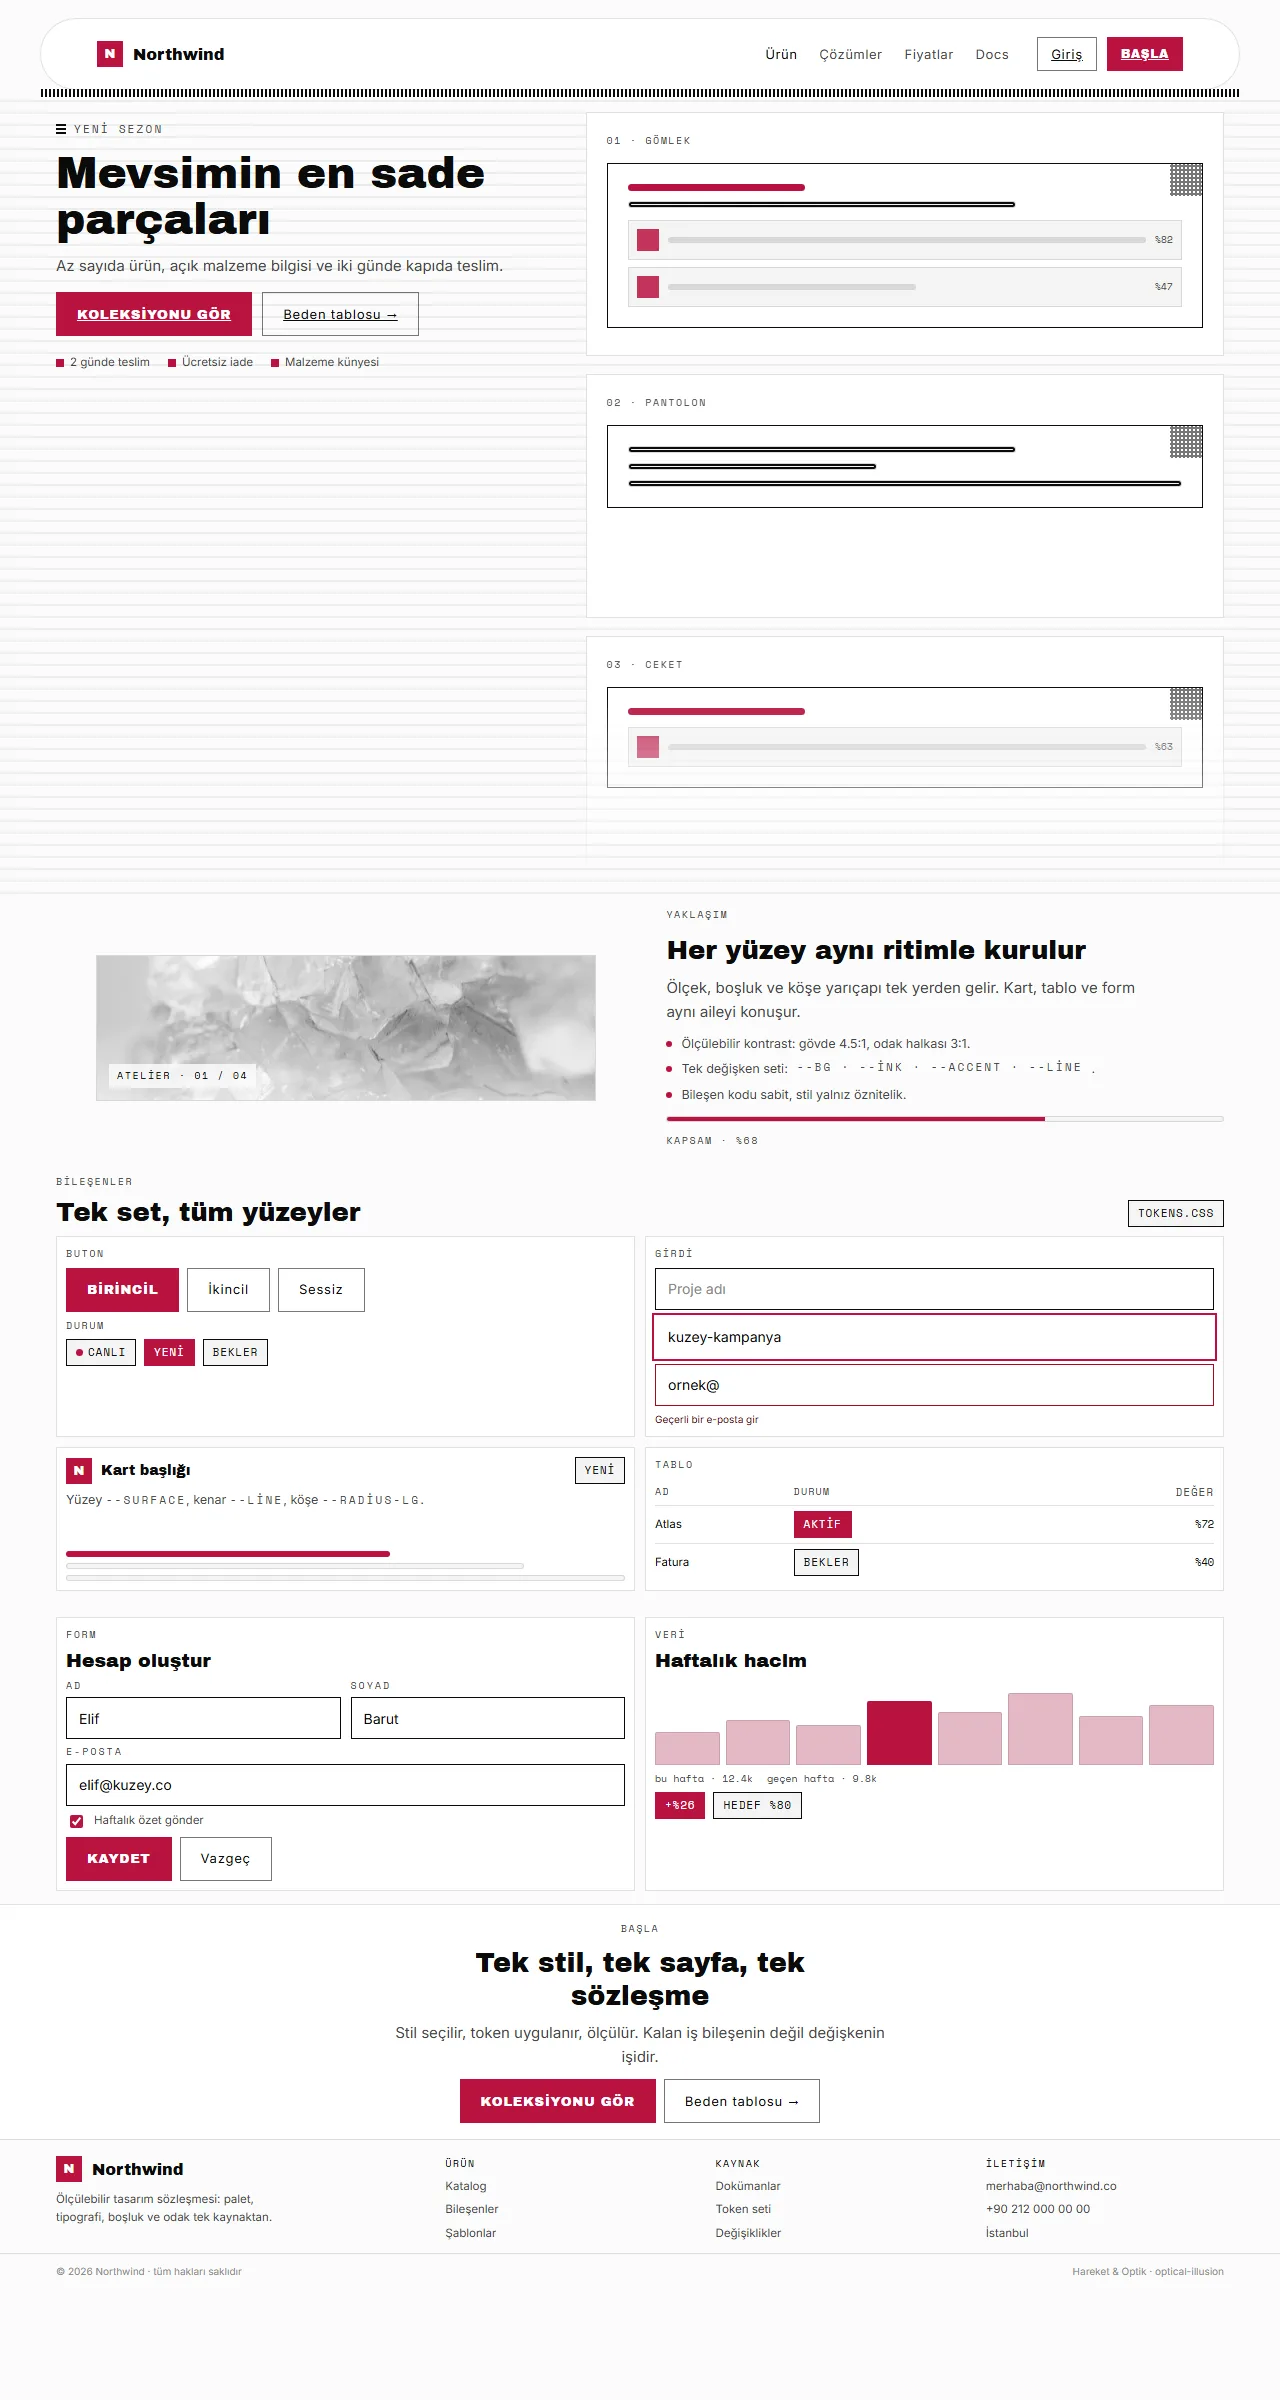 N Northwind
Ürün Çözümler Fiyatlar Docs Giriş BAŞLA
YENİ SEZON
Mevsimin en sade
parçaları
Az sayıda ürün, açık malzeme bilgisi ve iki günde kapıda teslim.
KOLEKSİYONU GÖR Beden tablosu →
2 günde teslim Ücretsiz iade Malzeme künyesi
01 · GÖMLEK
%82
%47
02 · PANTOLON
03 · CEKET
%63
ATELİER · 01 / 04
YAKLAŞIM
Her yüzey aynı ritimle kurulur
Ölçek, boşluk ve köşe yarıçapı tek yerden gelir. Kart, tablo ve form
aynı aileyi konuşur.
Ölçülebilir kontrast: gövde 4.5:1, odak halkası 3:1.
Tek değişken seti: --BG · --İNK · --ACCENT · --LİNE .
Bileşen kodu sabit, stil yalnız öznitelik.
KAPSAM · %68
BİLEŞENLER
Tek set, tüm yüzeyler
TOKENS.CSS
BUTON
BİRİNCİL İkincil Sessiz
DURUM
CANLI YENİ BEKLER
GİRDİ
Proje adı
kuzey-kampanya
ornek@
Geçerli bir e-posta gir
N Kart başlığı YENİ
Yüzey --SURFACE, kenar --LİNE, köşe --RADİUS-LG.
TABLO
AD DURUM DEĞER
Atlas AKTİF %72
Fatura BEKLER %40
FORM
Hesap oluştur
AD SOYAD
Elif Barut
E-POSTA
elif@kuzey.co
Haftalık özet gönder
KAYDET Vazgeç
VERİ
Haftalık hacim
bu hafta · 12.4k geçen hafta · 9.8k
+%26 HEDEF %80
BAŞLA
Tek stil, tek sayfa, tek
sözleşme
Stil seçilir, token uygulanır, ölçülür. Kalan iş bileşenin değil değişkenin
işidir.
KOLEKSİYONU GÖR Beden tablosu →
N Northwind
Ölçülebilir tasarım sözleşmesi: palet,
tipografi, boşluk ve odak tek kaynaktan.
ÜRÜN
Katalog
Bileşenler
Şablonlar
KAYNAK
Dokümanlar
Token seti
Değişiklikler
İLETİŞİM
merhaba@northwind.co
+90 212 000 00 00
İstanbul
© 2026 Northwind · tüm hakları saklıdır
Hareket & Optik · optical-illusion